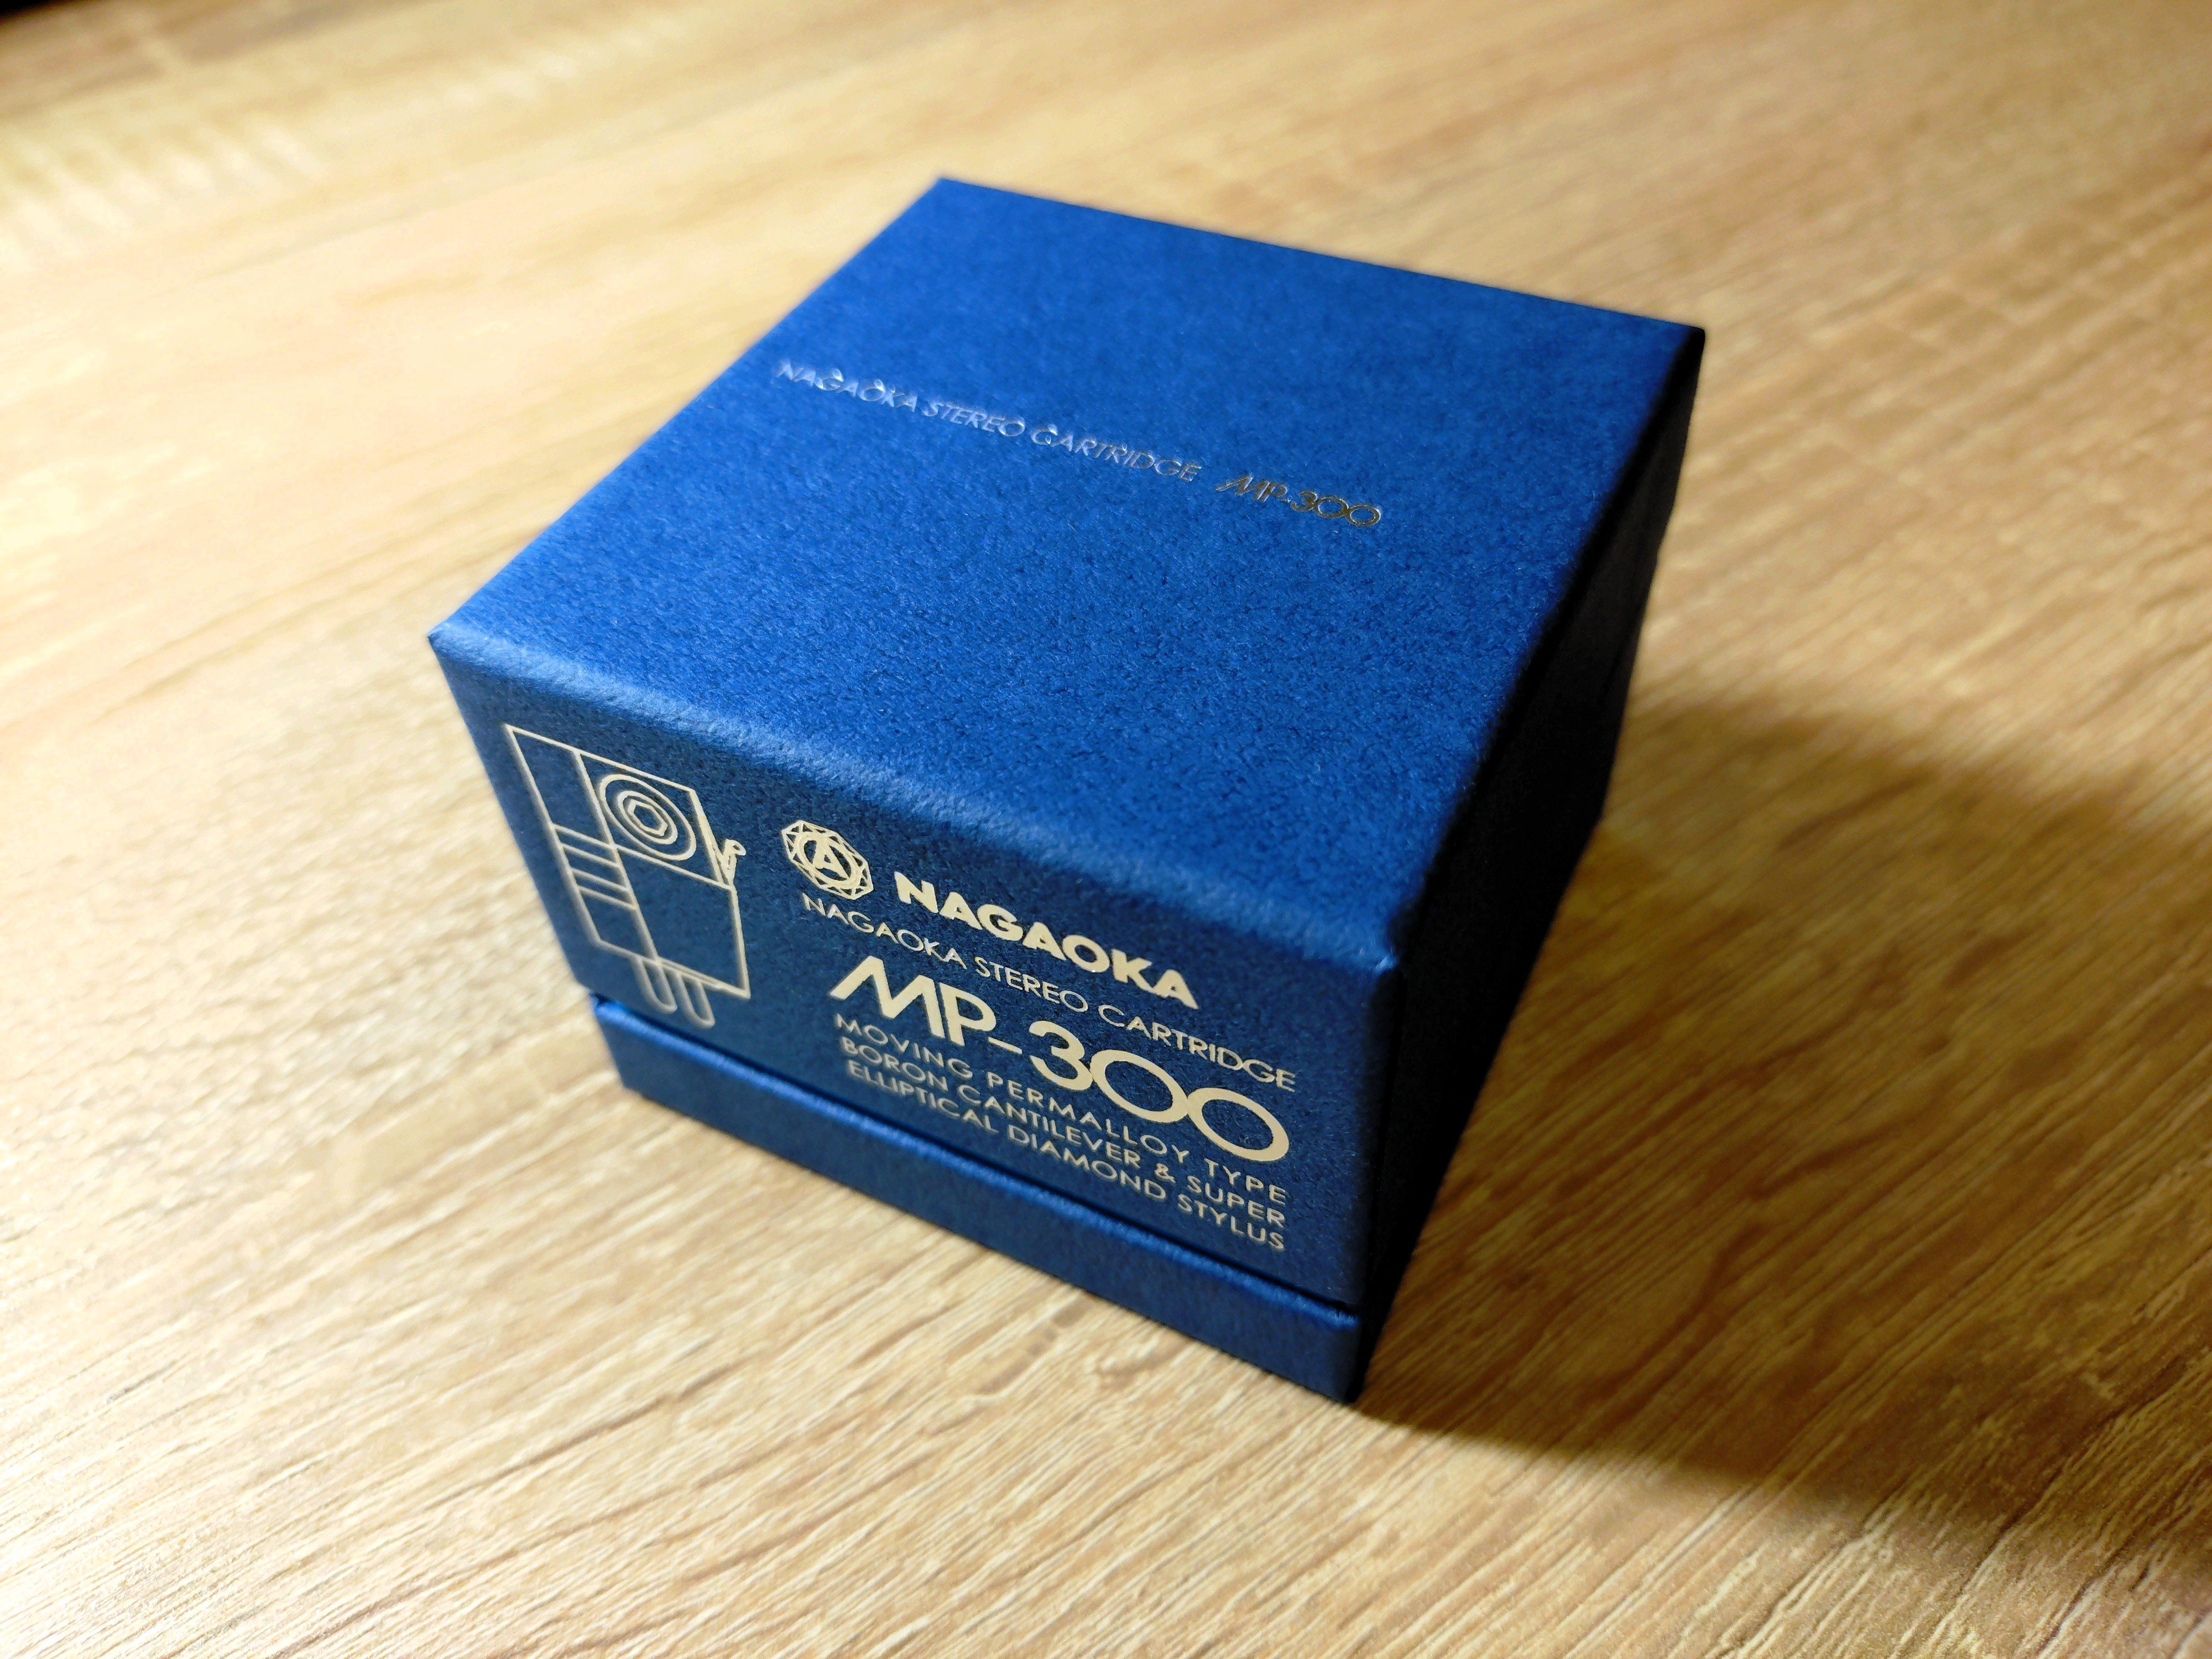 NAGAOKA STEREO CARTRIDGE MP-300
NAGAOKA
NAGAOKA STEREO CARTRIDGE
MP-300
MOVING PERMALLOY TYPE
BORON CANTILEVER & SUPER
ELLIPTICAL DIAMOND STYLUS